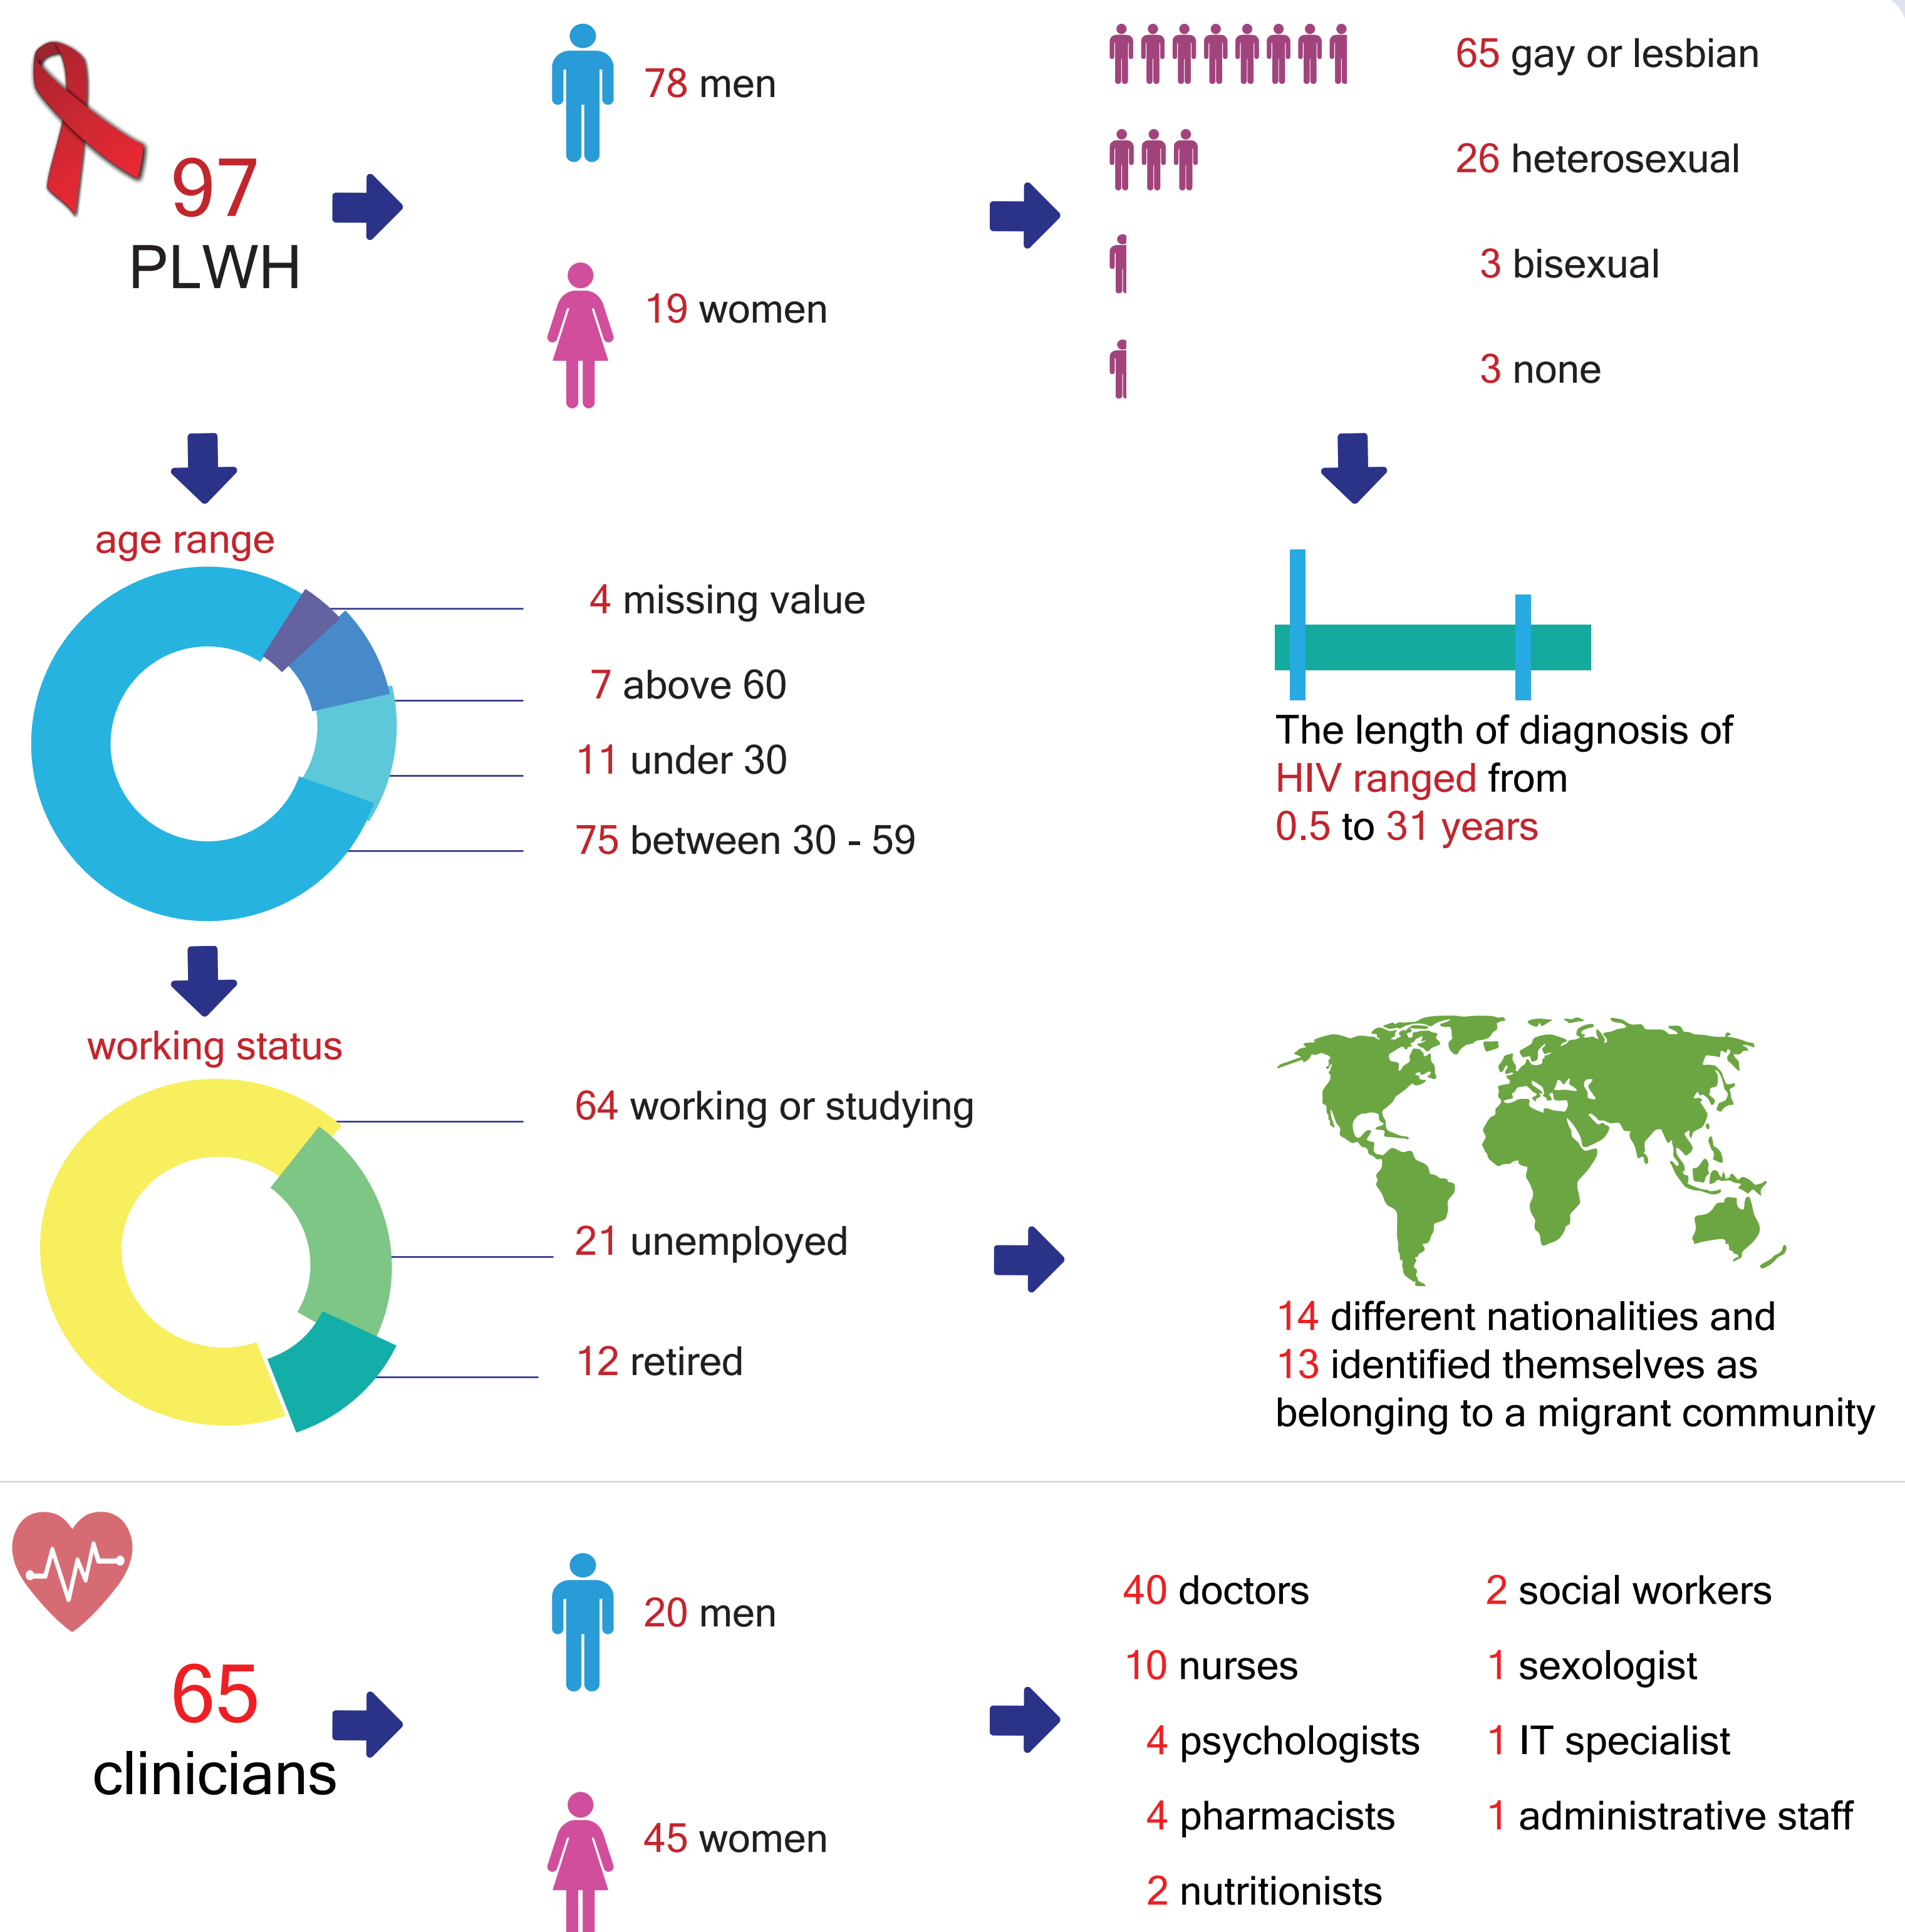 97
PLWH
78 men
19 women
65 gay or lesbian
26 heterosexual
3 bisexual
3 none
age range
4 missing value
7 above 60
11 under 30
75 between 30 - 59
The length of diagnosis of
HIV ranged from
0.5 to 31 years
working status
64 working or studying
21 unemployed
12 retired
14 different nationalities and
13 identified themselves as
belonging to a migrant community
65
clinicians
20 men
45 women
40 doctors
10 nurses
4 psychologists
4 pharmacists
2 nutritionists
2 social workers
1 sexologist
1 IT specialist
1 administrative staff